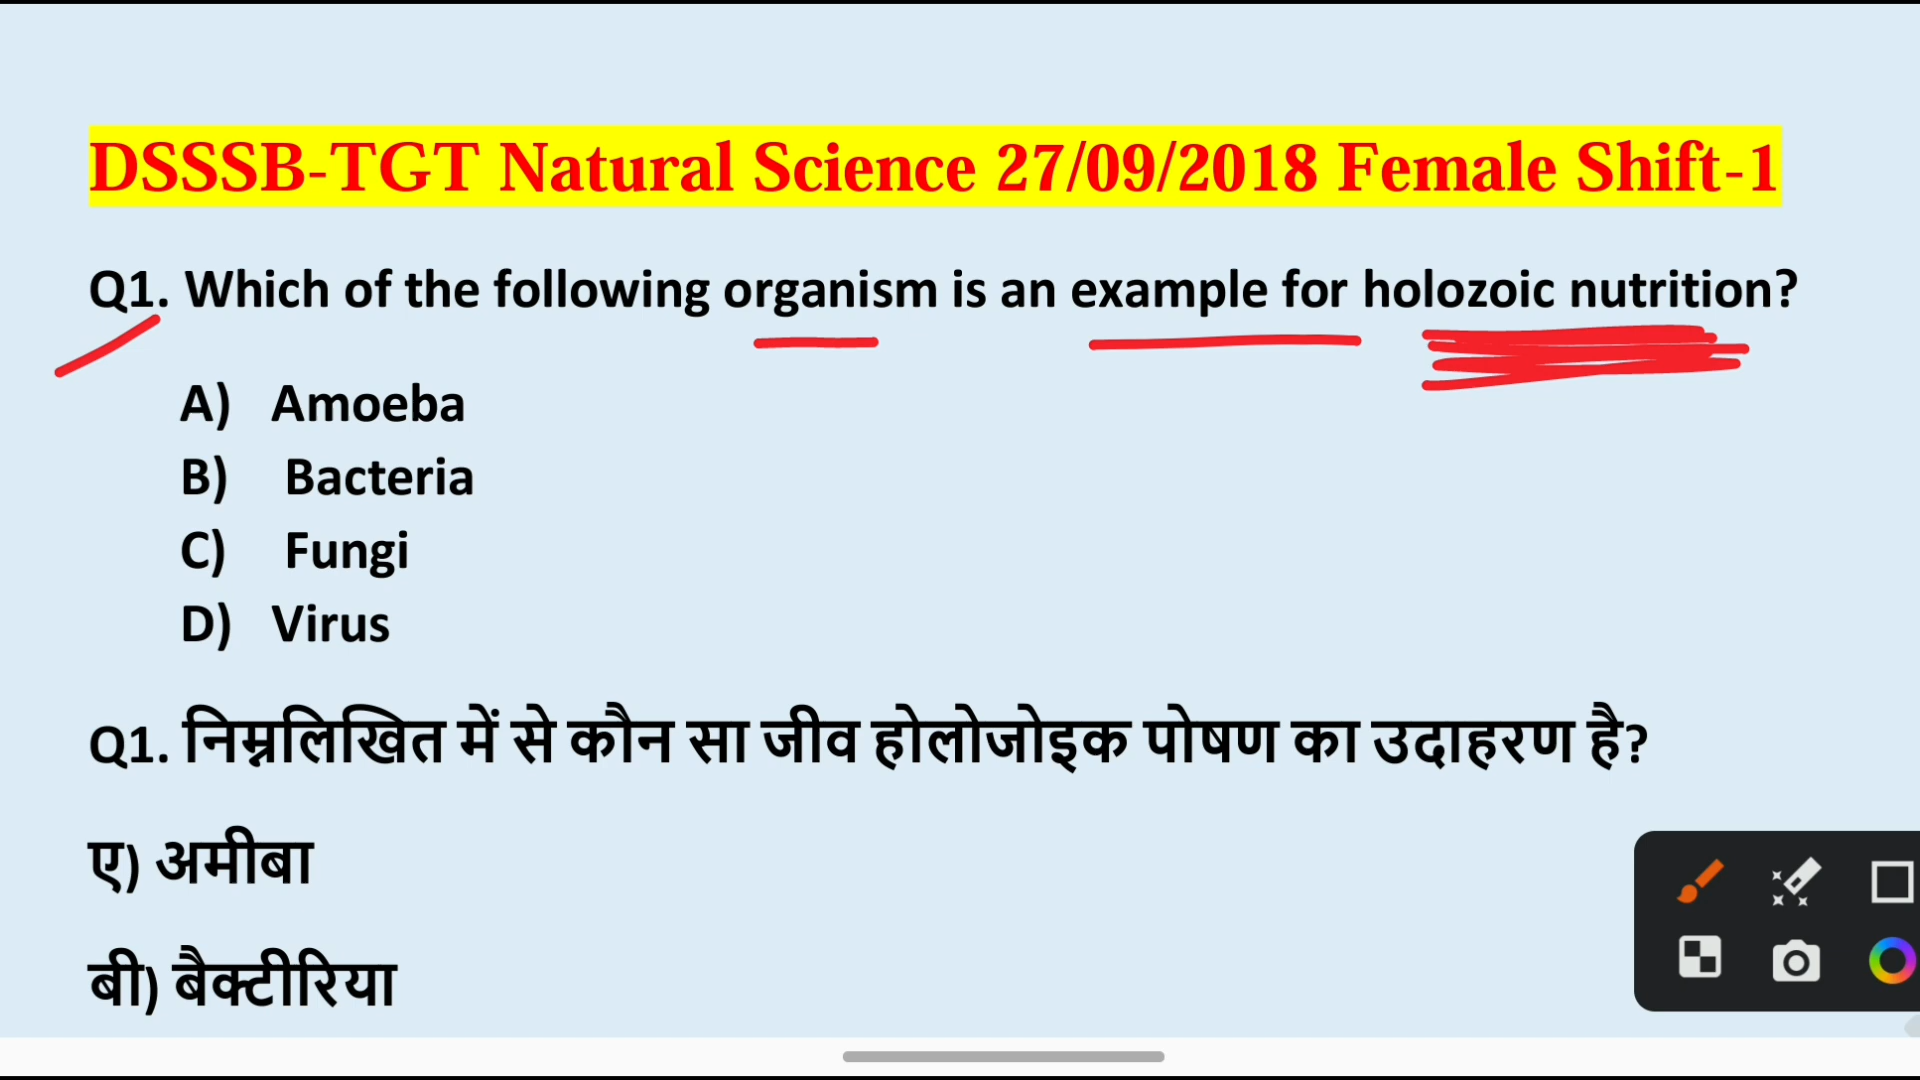 DSSSB-TGT Natural Science 27/09/2018 Female Shift-1
Q1. Which of the following organism is an example for holozoic nutrition?
A) Amoeba
B) Bacteria
C) Fungi
D) Virus
Q1. निम्नलिखित में से कौन सा जीव होलोजोइक पोषण का उदाहरण है?
ए) अमीबा
बी) बैक्टीरिया